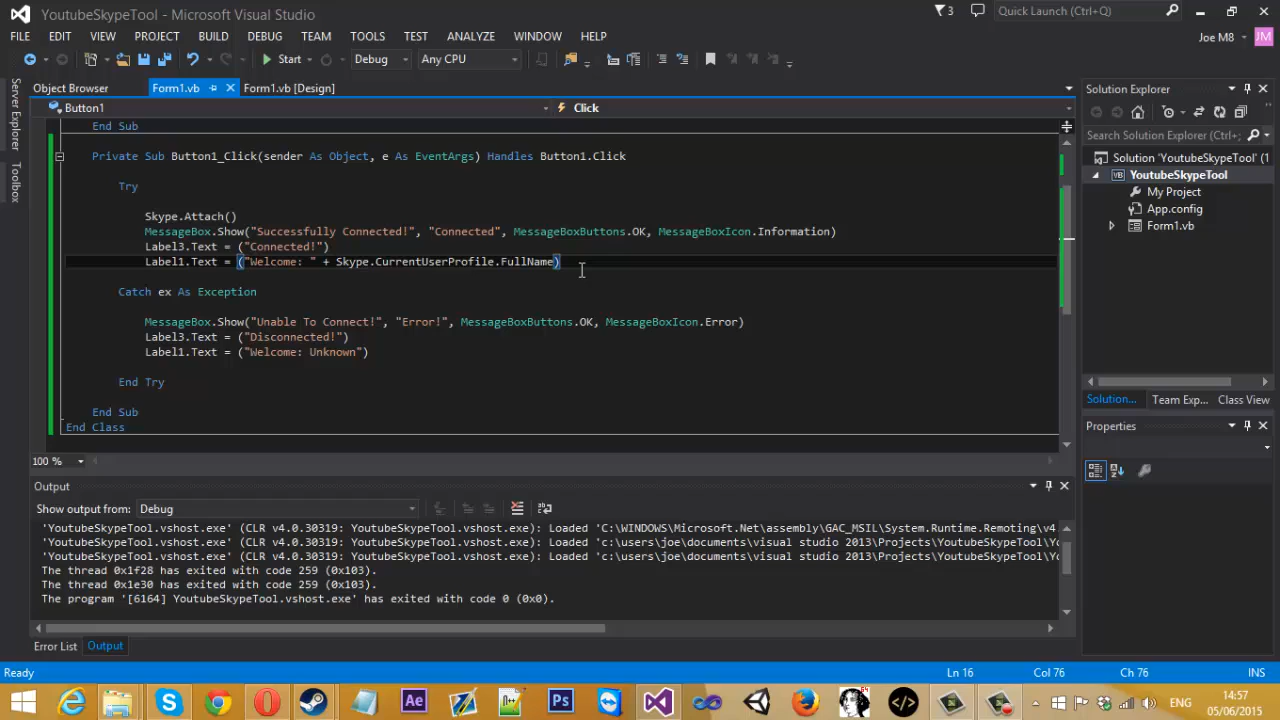 YoutubeSkypeTool - Microsoft Visual Studio
3
Quick Launch (Ctrl+Q)
FILE EDIT VIEW PROJECT BUILD DEBUG TEAM TOOLS TEST ANALYZE WINDOW HELP
Joe M8
JM
Start Debug Any CPU
Server Explorer
Toolbox
Object Browser Form1.vb Form1.vb [Design]
Button1 Click
End Sub
Private Sub Button1_Click(sender As Object, e As EventArgs) Handles Button1.Click
Try
Skype.Attach()
MessageBox.Show("Successfully Connected!", "Connected", MessageBoxButtons.OK, MessageBoxIcon.Information)
Label3.Text = ("Connected!")
Label1.Text = ("Welcome: " + Skype.CurrentUserProfile.FullName)
Catch ex As Exception
MessageBox.Show("Unable To Connect!", "Error!", MessageBoxButtons.OK, MessageBoxIcon.Error)
Label3.Text = ("Disconnected!")
Label1.Text = ("Welcome: Unknown")
End Try
End Sub
End Class
100 %
Output
Show output from: Debug
'YoutubeSkypeTool.vshost.exe' (CLR v4.0.30319: YoutubeSkypeTool.vshost.exe): Loaded 'C:\WINDOWS\Microsoft.Net\assembly\GAC_MSIL\System.Runtime.Remoting\v4
'YoutubeSkypeTool.vshost.exe' (CLR v4.0.30319: YoutubeSkypeTool.vshost.exe): Loaded 'c:\users\joe\documents\visual studio 2013\Projects\YoutubeSkypeTool\Yo
'YoutubeSkypeTool.vshost.exe' (CLR v4.0.30319: YoutubeSkypeTool.vshost.exe): Loaded 'c:\users\joe\documents\visual studio 2013\Projects\YoutubeSkypeTool\Yo
The thread 0x1f28 has exited with code 259 (0x103).
The thread 0x1e30 has exited with code 259 (0x103).
The program '[6164] YoutubeSkypeTool.vshost.exe' has exited with code 0 (0x0).
Error List Output
Solution Explorer
Search Solution Explorer (Ctrl+;
Solution 'YoutubeSkypeTool' (1
VB YoutubeSkypeTool
My Project
App.config
Form1.vb
Solution... Team Exp... Class View
Properties
Ready Ln 16 Col 76 Ch 76 INS
Ae Ps
ENG
14:57
05/06/2015